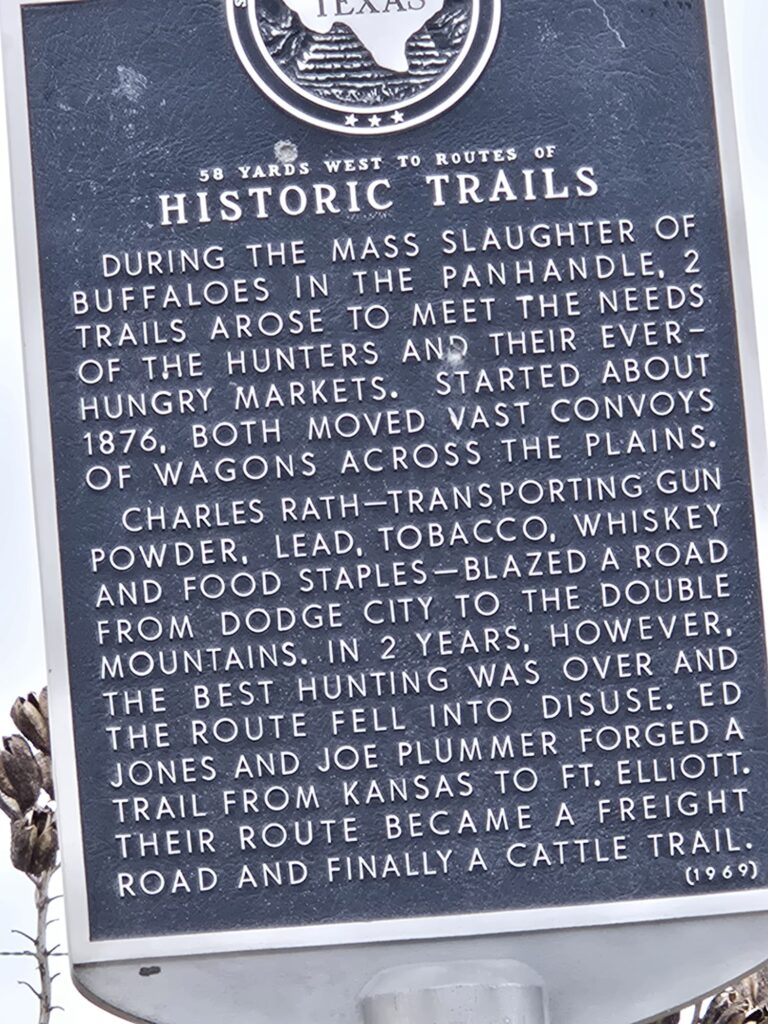 TEXAS
58 YARDS WEST TO ROUTES OF
HISTORIC TRAILS
DURING THE MASS SLAUGHTER OF
BUFFALOES IN THE PANHANDLE, 2
TRAILS AROSE TO MEET THE NEEDS
OF THE HUNTERS AND THEIR EVER-
HUNGRY MARKETS. STARTED ABOUT
1876, BOTH MOVED VAST CONVOYS
OF WAGONS ACROSS THE PLAINS.
CHARLES RATH—TRANSPORTING GUN
POWDER, LEAD, TOBACCO, WHISKEY
AND FOOD STAPLES—BLAZED A ROAD
FROM DODGE CITY TO THE DOUBLE
MOUNTAINS. IN 2 YEARS, HOWEVER,
THE BEST HUNTING WAS OVER AND
THE ROUTE FELL INTO DISUSE. ED
JONES AND JOE PLUMMER FORGED A
TRAIL FROM KANSAS TO FT. ELLIOTT.
THEIR ROUTE BECAME A FREIGHT
ROAD AND FINALLY A CATTLE TRAIL.
(1969)